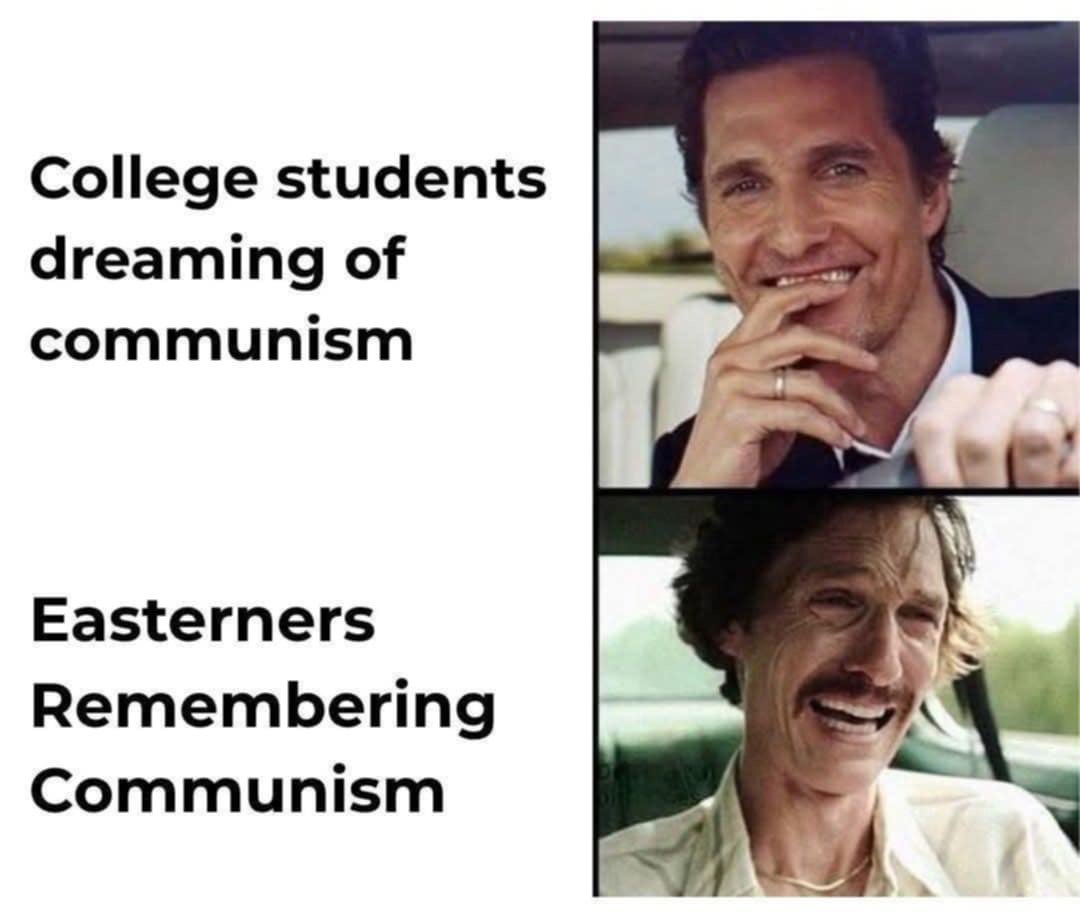 College students
dreaming of
communism
Easterners
Remembering
Communism